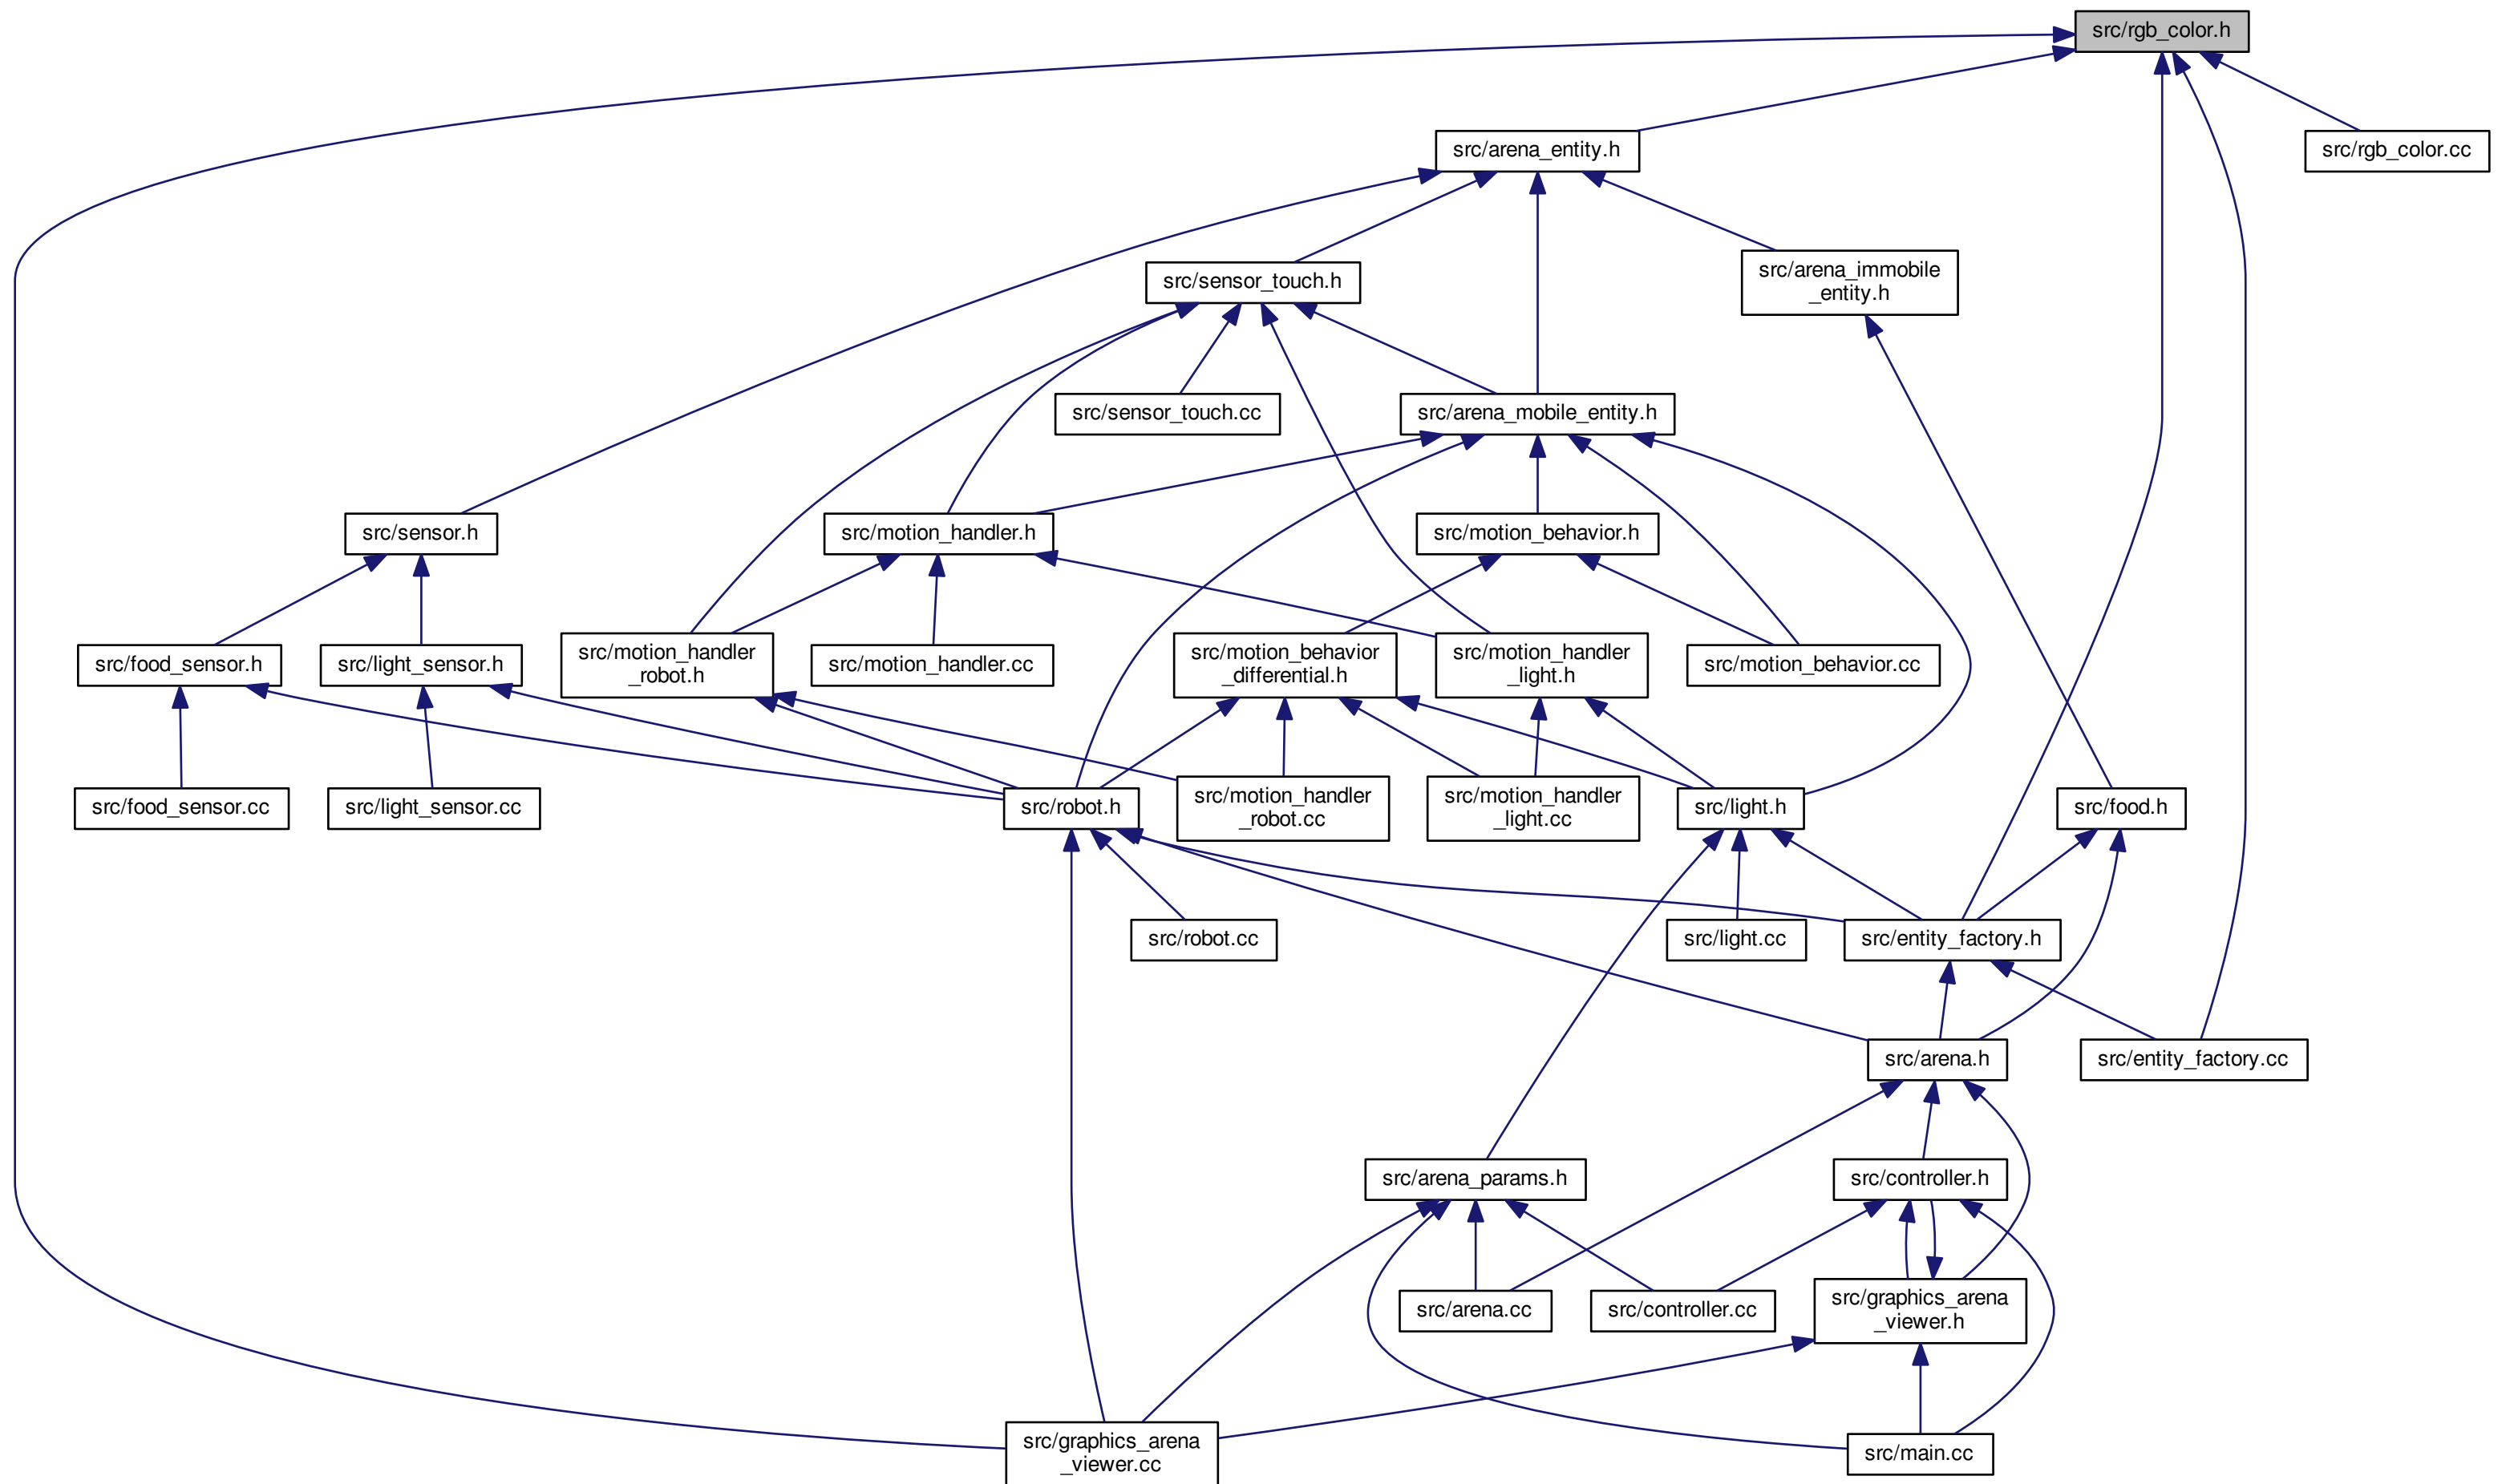 src/rgb_color.h
src/arena_entity.h
src/rgb_color.cc
src/sensor_touch.h
src/arena_immobile
_entity.h
src/sensor_touch.cc
src/arena_mobile_entity.h
src/sensor.h
src/motion_handler.h
src/motion_behavior.h
src/food_sensor.h
src/light_sensor.h
src/motion_handler
_robot.h
src/motion_handler.cc
src/motion_behavior
_differential.h
src/motion_handler
_light.h
src/motion_behavior.cc
src/food_sensor.cc
src/light_sensor.cc
src/robot.h
src/motion_handler
_robot.cc
src/motion_handler
_light.cc
src/light.h
src/food.h
src/robot.cc
src/light.cc
src/entity_factory.h
src/arena.h
src/entity_factory.cc
src/arena_params.h
src/controller.h
src/arena.cc
src/controller.cc
src/graphics_arena
_viewer.h
src/graphics_arena
_viewer.cc
src/main.cc